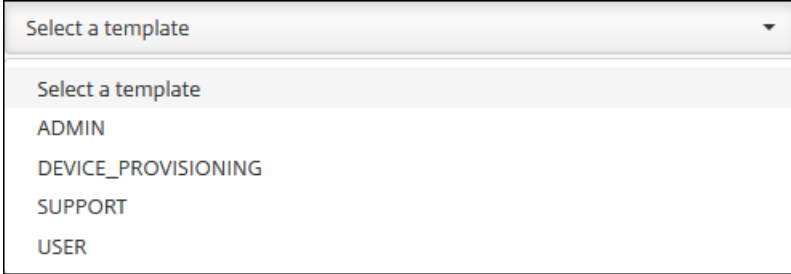 Select a template
Select a template
ADMIN
DEVICE_PROVISIONING
SUPPORT
USER